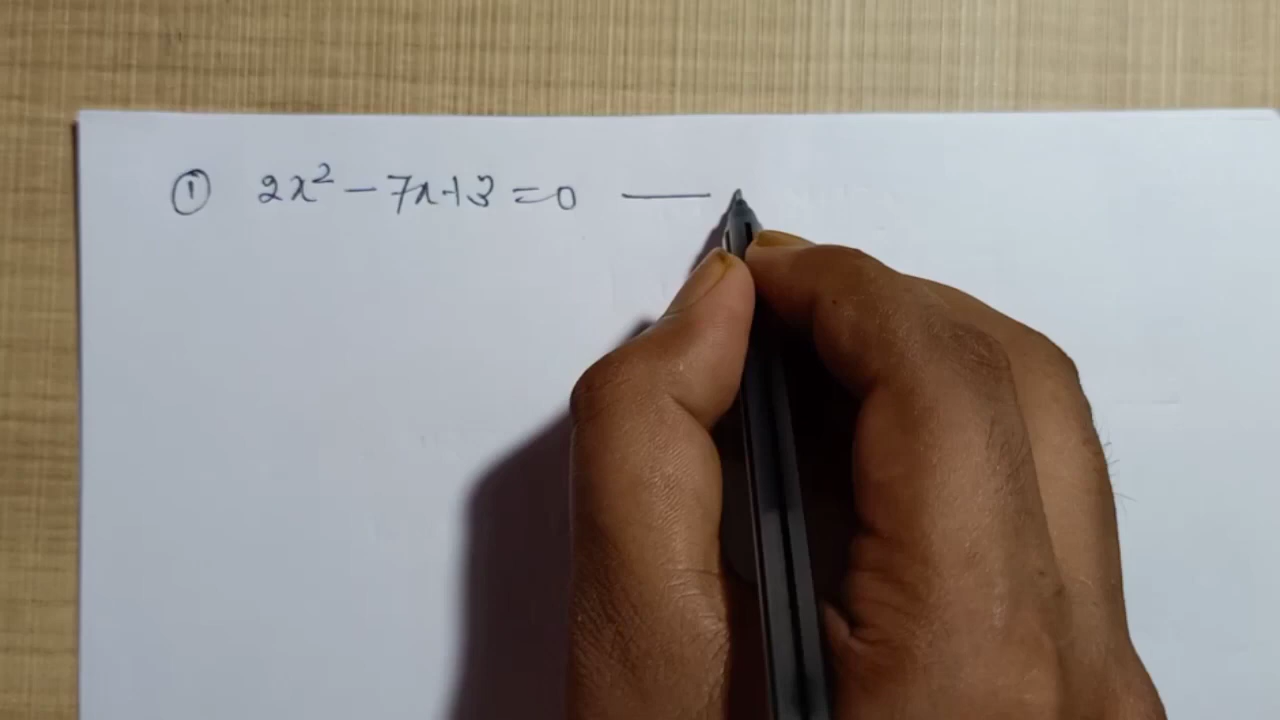 ① 2x² - 7x+3 = 0 ——